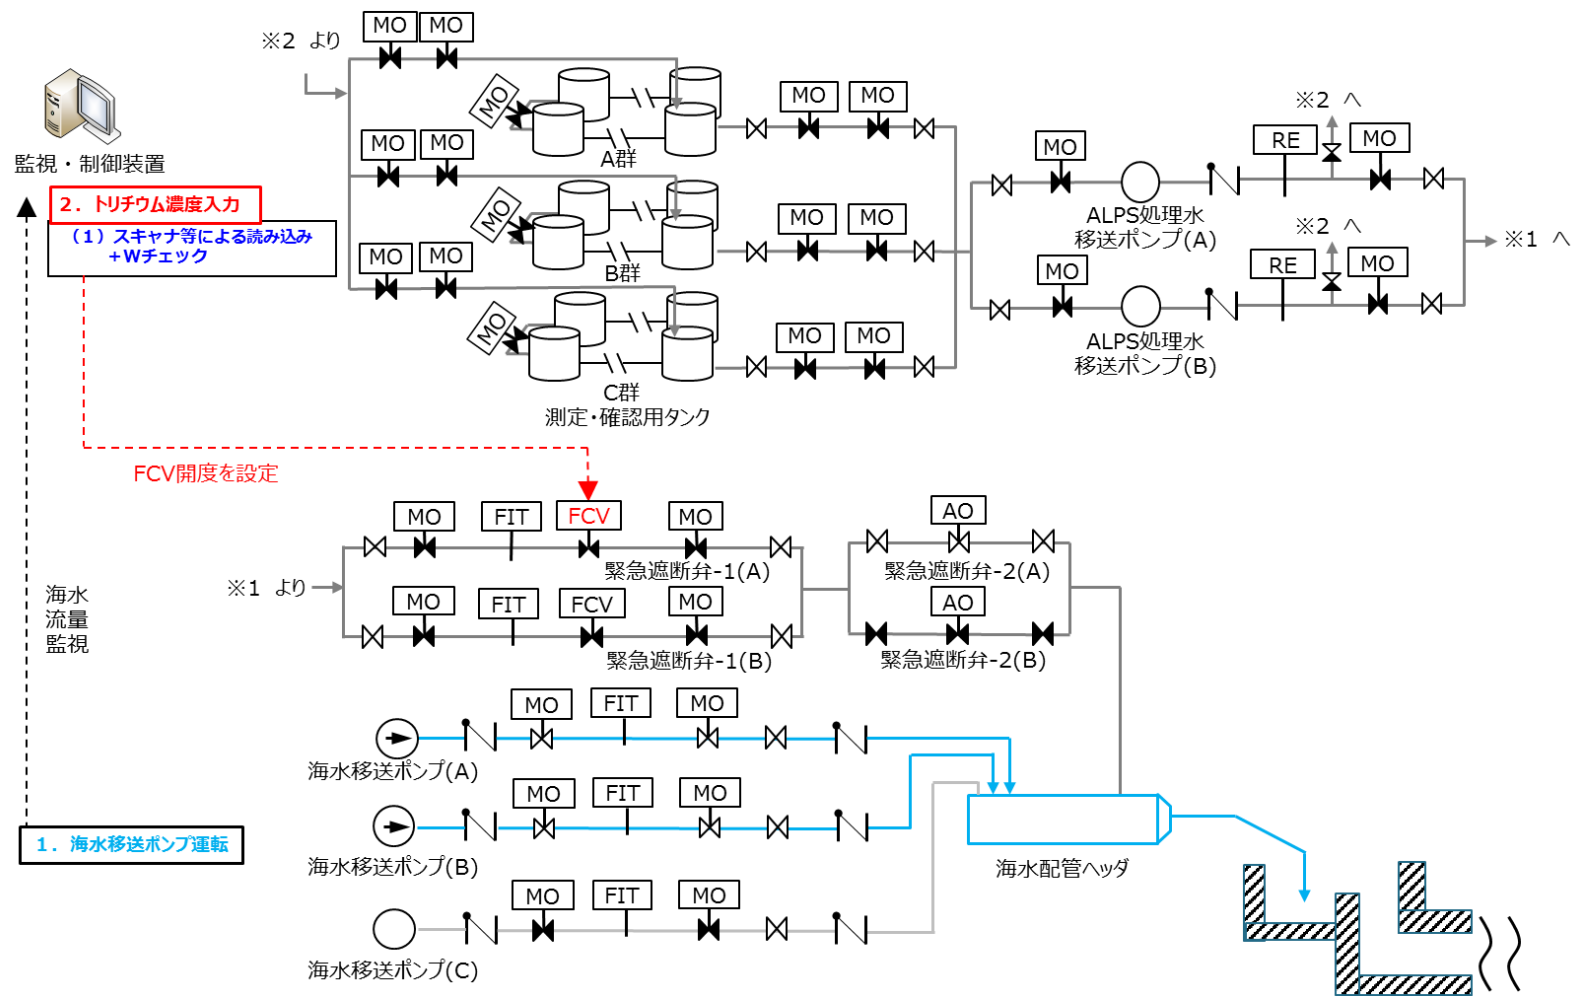 ※2 より
MO
MO
MO
MO
MO
A群
MO
MO
MO
MO
MO
B群
MO
MO
MO
MO
MO
C群
測定・確認用タンク
監視・制御装置
2．トリチウム濃度入力
（1）スキャナ等による読み込み
＋Wチェック
MO
RE
※2 へ
MO
ALPS処理水
移送ポンプ(A)
MO
RE
※2 へ
MO
ALPS処理水
移送ポンプ(B)
※1 へ
FCV開度を設定
※1 より
MO
FIT
FCV
MO
緊急遮断弁-1(A)
MO
FIT
FCV
MO
緊急遮断弁-1(B)
AO
緊急遮断弁-2(A)
AO
緊急遮断弁-2(B)
海水
流量
監視
1．海水移送ポンプ運転
MO
FIT
MO
海水移送ポンプ(A)
MO
FIT
MO
海水移送ポンプ(B)
MO
FIT
MO
海水移送ポンプ(C)
海水配管ヘッダ